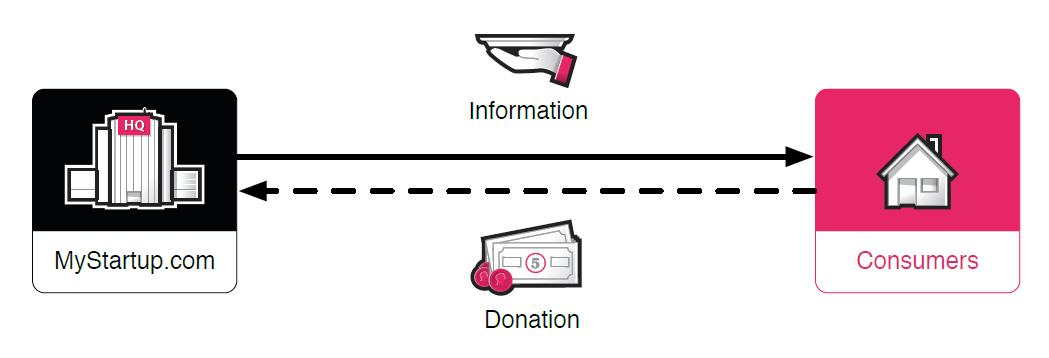 Information
HQ
MyStartup.com
Consumers
5
Donation